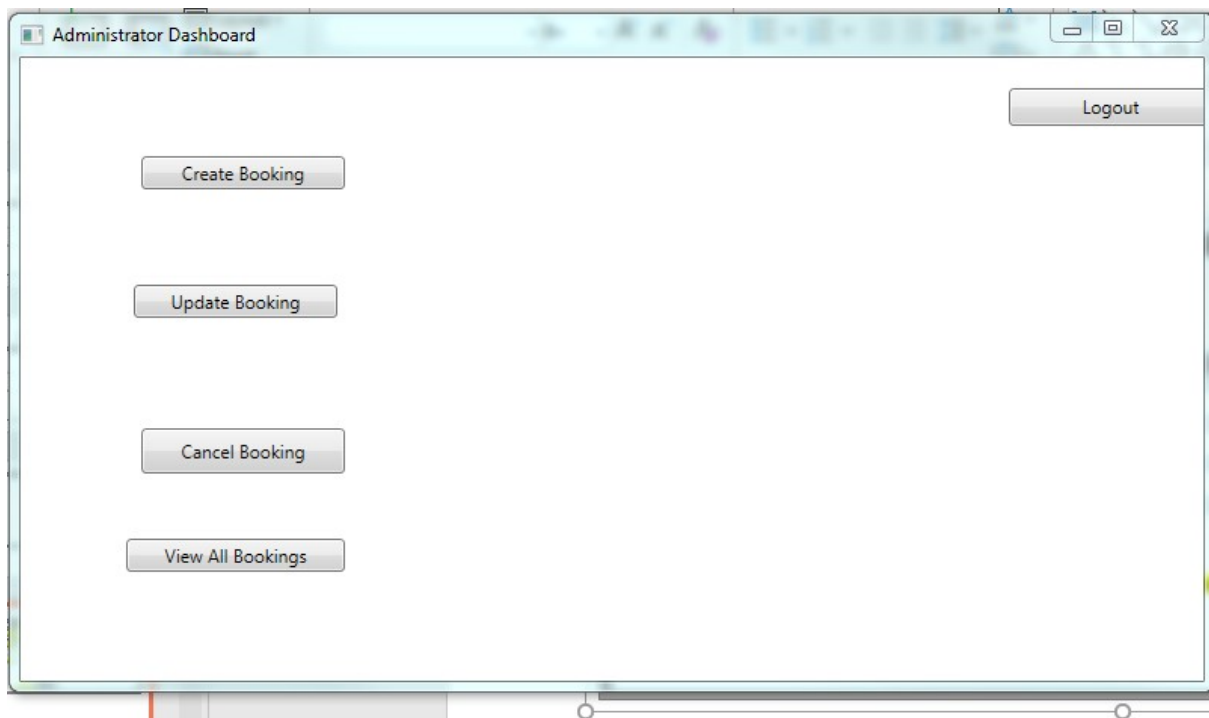 Administrator Dashboard
Logout
Create Booking
Update Booking
Cancel Booking
View All Bookings